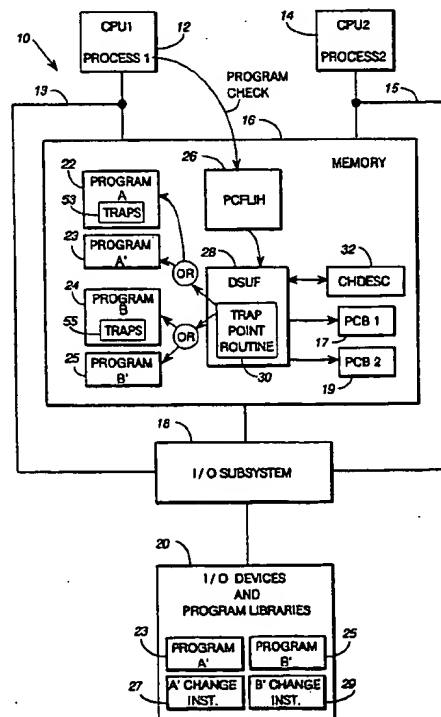 10
CPU1
PROCESS 1
12
14
CPU2
PROCESS2
13
PROGRAM
CHECK
15
16
MEMORY
22
PROGRAM
A
53
TRAPS
26
PCFLIH
23
PROGRAM
A'
OR
28
DSUF
32
CHDESC
24
PROGRAM
B
55
TRAPS
OR
TRAP
POINT
ROUTINE
30
PCB 1
17
PCB 2
19
25
PROGRAM
B'
18
I/O SUBSYSTEM
20
I/O DEVICES
AND
PROGRAM LIBRARIES
23
PROGRAM
A'
PROGRAM
B'
25
A' CHANGE
INST.
27
B' CHANGE
INST.
29